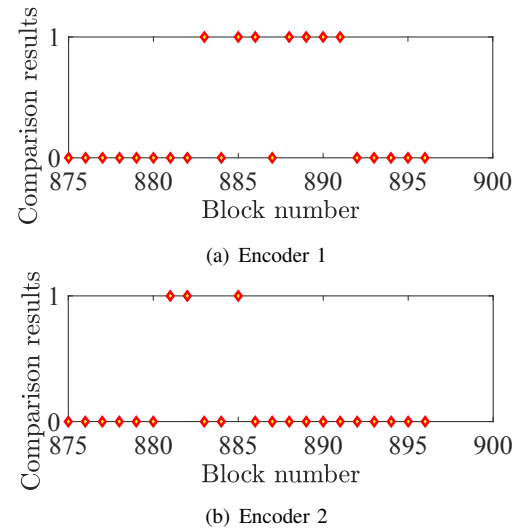 Comparison results
1
0
875 880 885 890 895 900
Block number
(a) Encoder 1
Comparison results
1
0
875 880 885 890 895 900
Block number
(b) Encoder 2